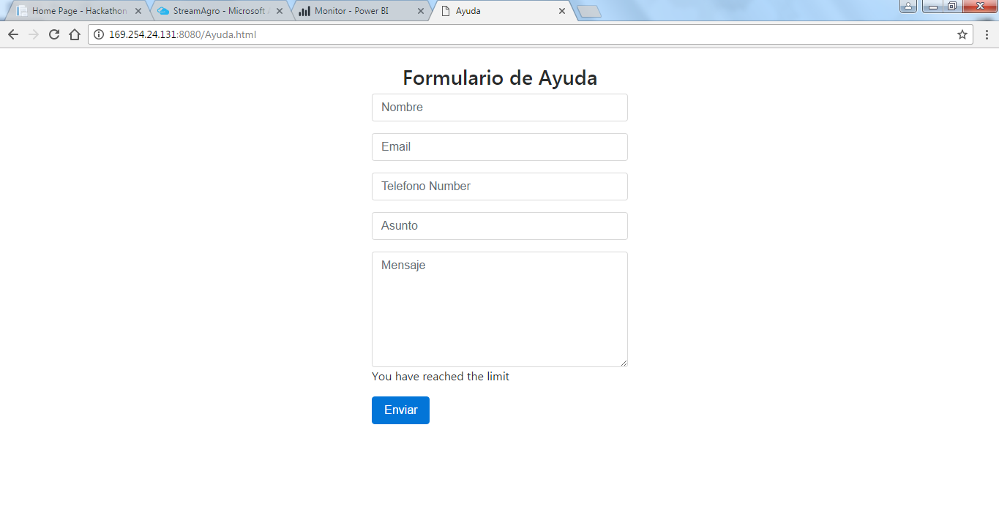 Home Page - Hackathon
StreamAgro - Microsoft A
Monitor - Power BI
Ayuda
169.254.24.131:8080/Ayuda.html
Formulario de Ayuda
Nombre
Email
Telefono Number
Asunto
Mensaje
You have reached the limit
Enviar